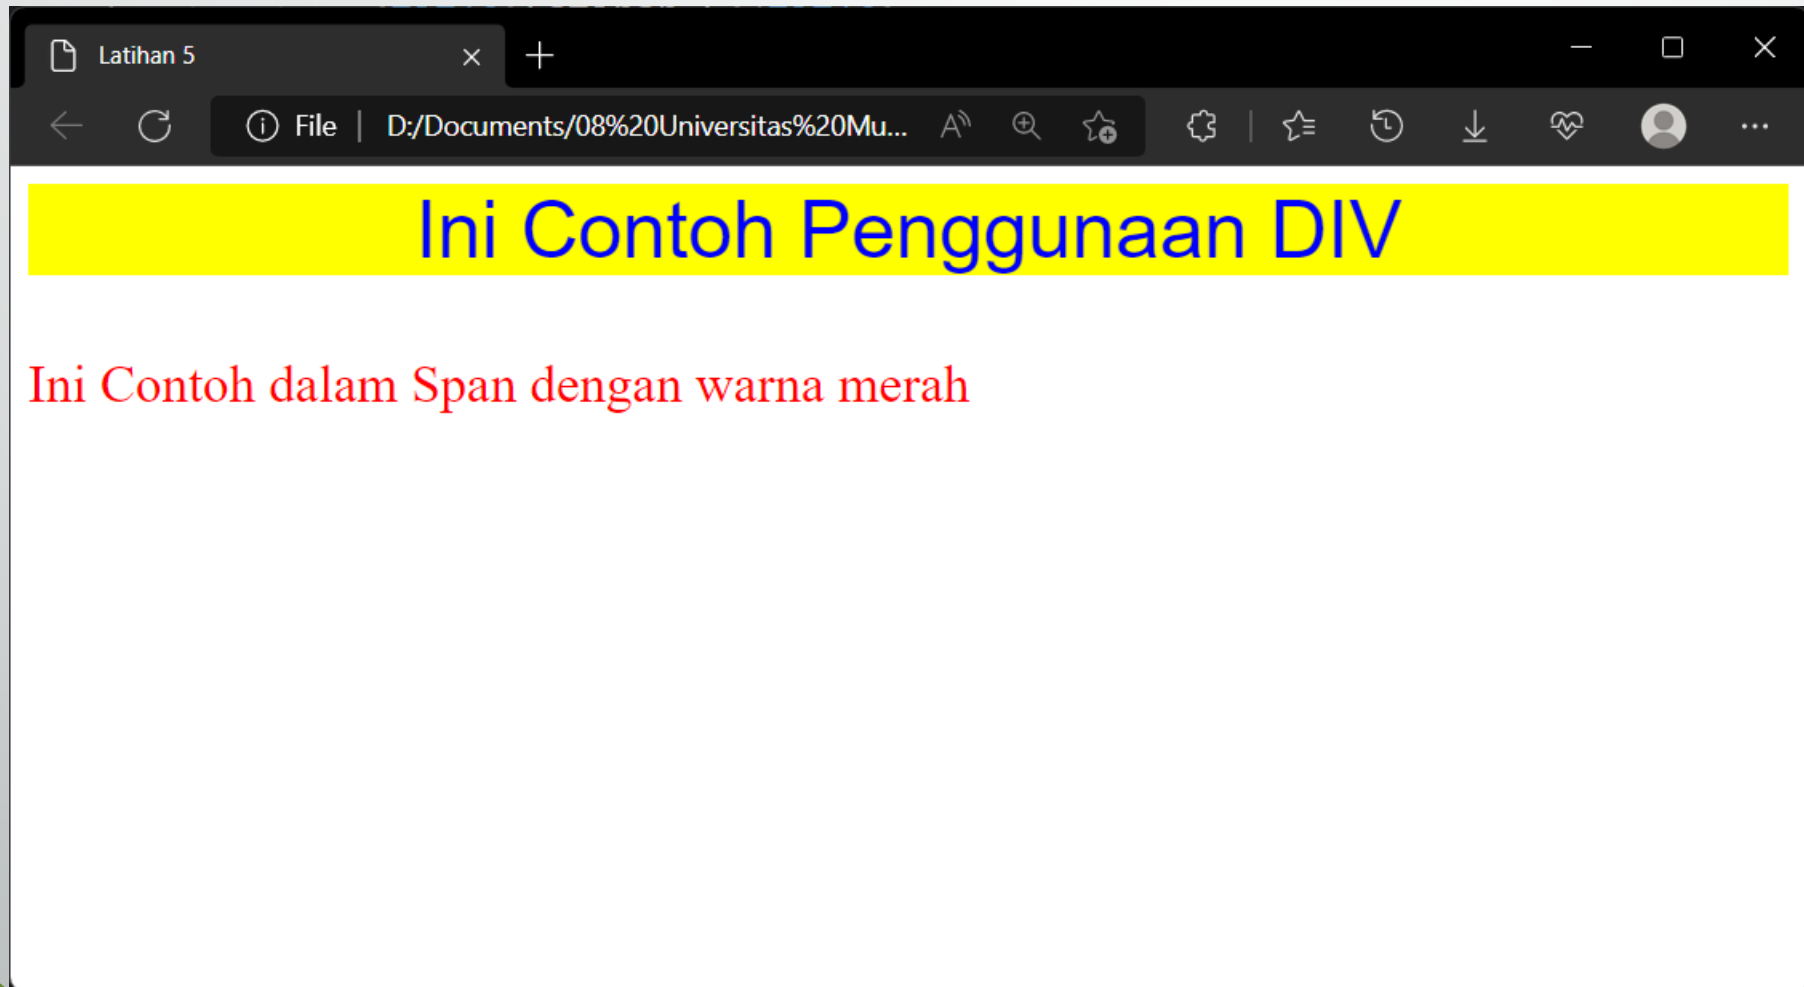 Latihan 5
File D:/Documents/08%20Universitas%20Mu...
Ini Contoh Penggunaan DIV
Ini Contoh dalam Span dengan warna merah